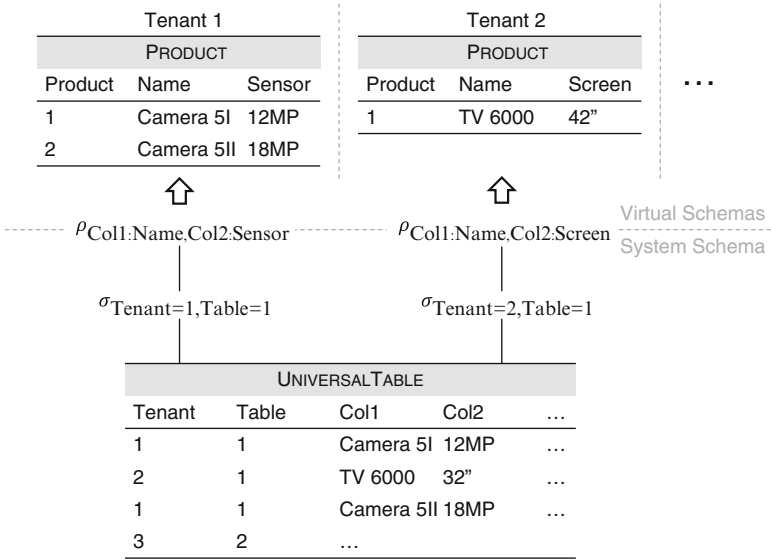 Tenant 1
PRODUCT
Product Name Sensor
1 Camera 5I 12MP
2 Camera 5II 18MP
Tenant 2
PRODUCT
Product Name Screen
1 TV 6000 42”
...
ρCol1:Name,Col2:Sensor
ρCol1:Name,Col2:Screen
Virtual Schemas
System Schema
σTenant=1,Table=1
σTenant=2,Table=1
UNIVERSALTABLE
Tenant Table Col1 Col2 ...
1 1 Camera 5I 12MP ...
2 1 TV 6000 32” ...
1 1 Camera 5II 18MP ...
3 2 ...